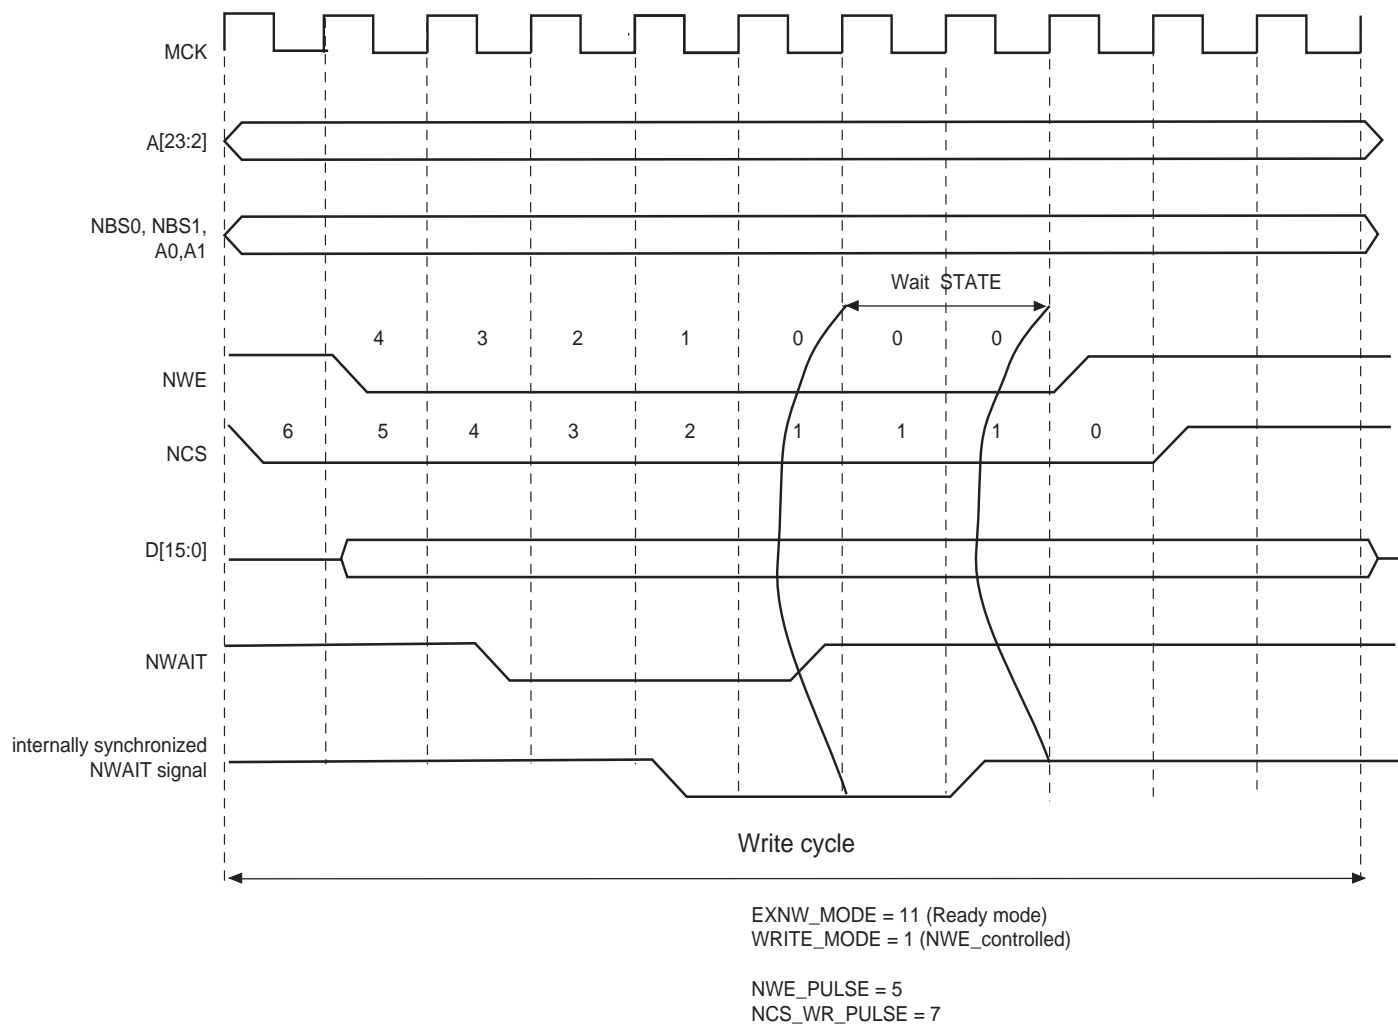 MCK
A[23:2]
NBS0, NBS1,
A0,A1
Wait STATE
4 3 2 1 0 0 0
NWE
6 5 4 3 2 1 1 1 0
NCS
D[15:0]
NWAIT
internally synchronized
NWAIT signal
Write cycle
EXNW_MODE = 11 (Ready mode)
WRITE_MODE = 1 (NWE_controlled)
NWE_PULSE = 5
NCS_WR_PULSE = 7